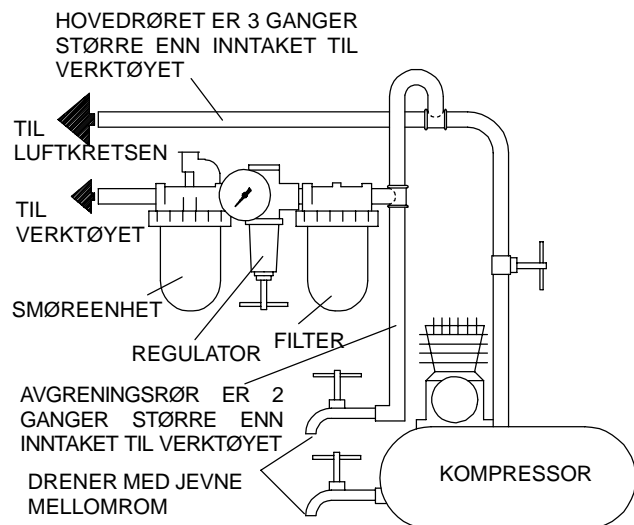 HOVEDRØRET ER 3 GANGER
STØRRE ENN INNTAKET TIL
VERKTØYET
TIL
LUFTKRETSEN
TIL
VERKTØYET
SMØREENHET
REGULATOR
FILTER
AVGRENINGSRØR ER 2
GANGER STØRRE ENN
INNTAKET TIL VERKTØYET
DRENER MED JEVNE
MELLOMROM
KOMPRESSOR